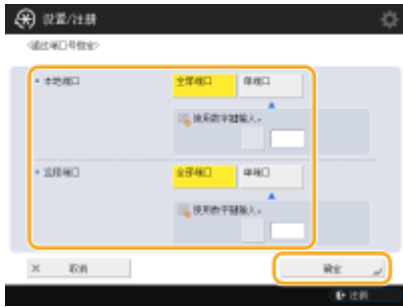 设置/注册
<通过端口号指定>
本地端口
全部端口
单端口
使用数字键输入。
远程端口
全部端口
单端口
使用数字键输入。
× 取消
确定
注销